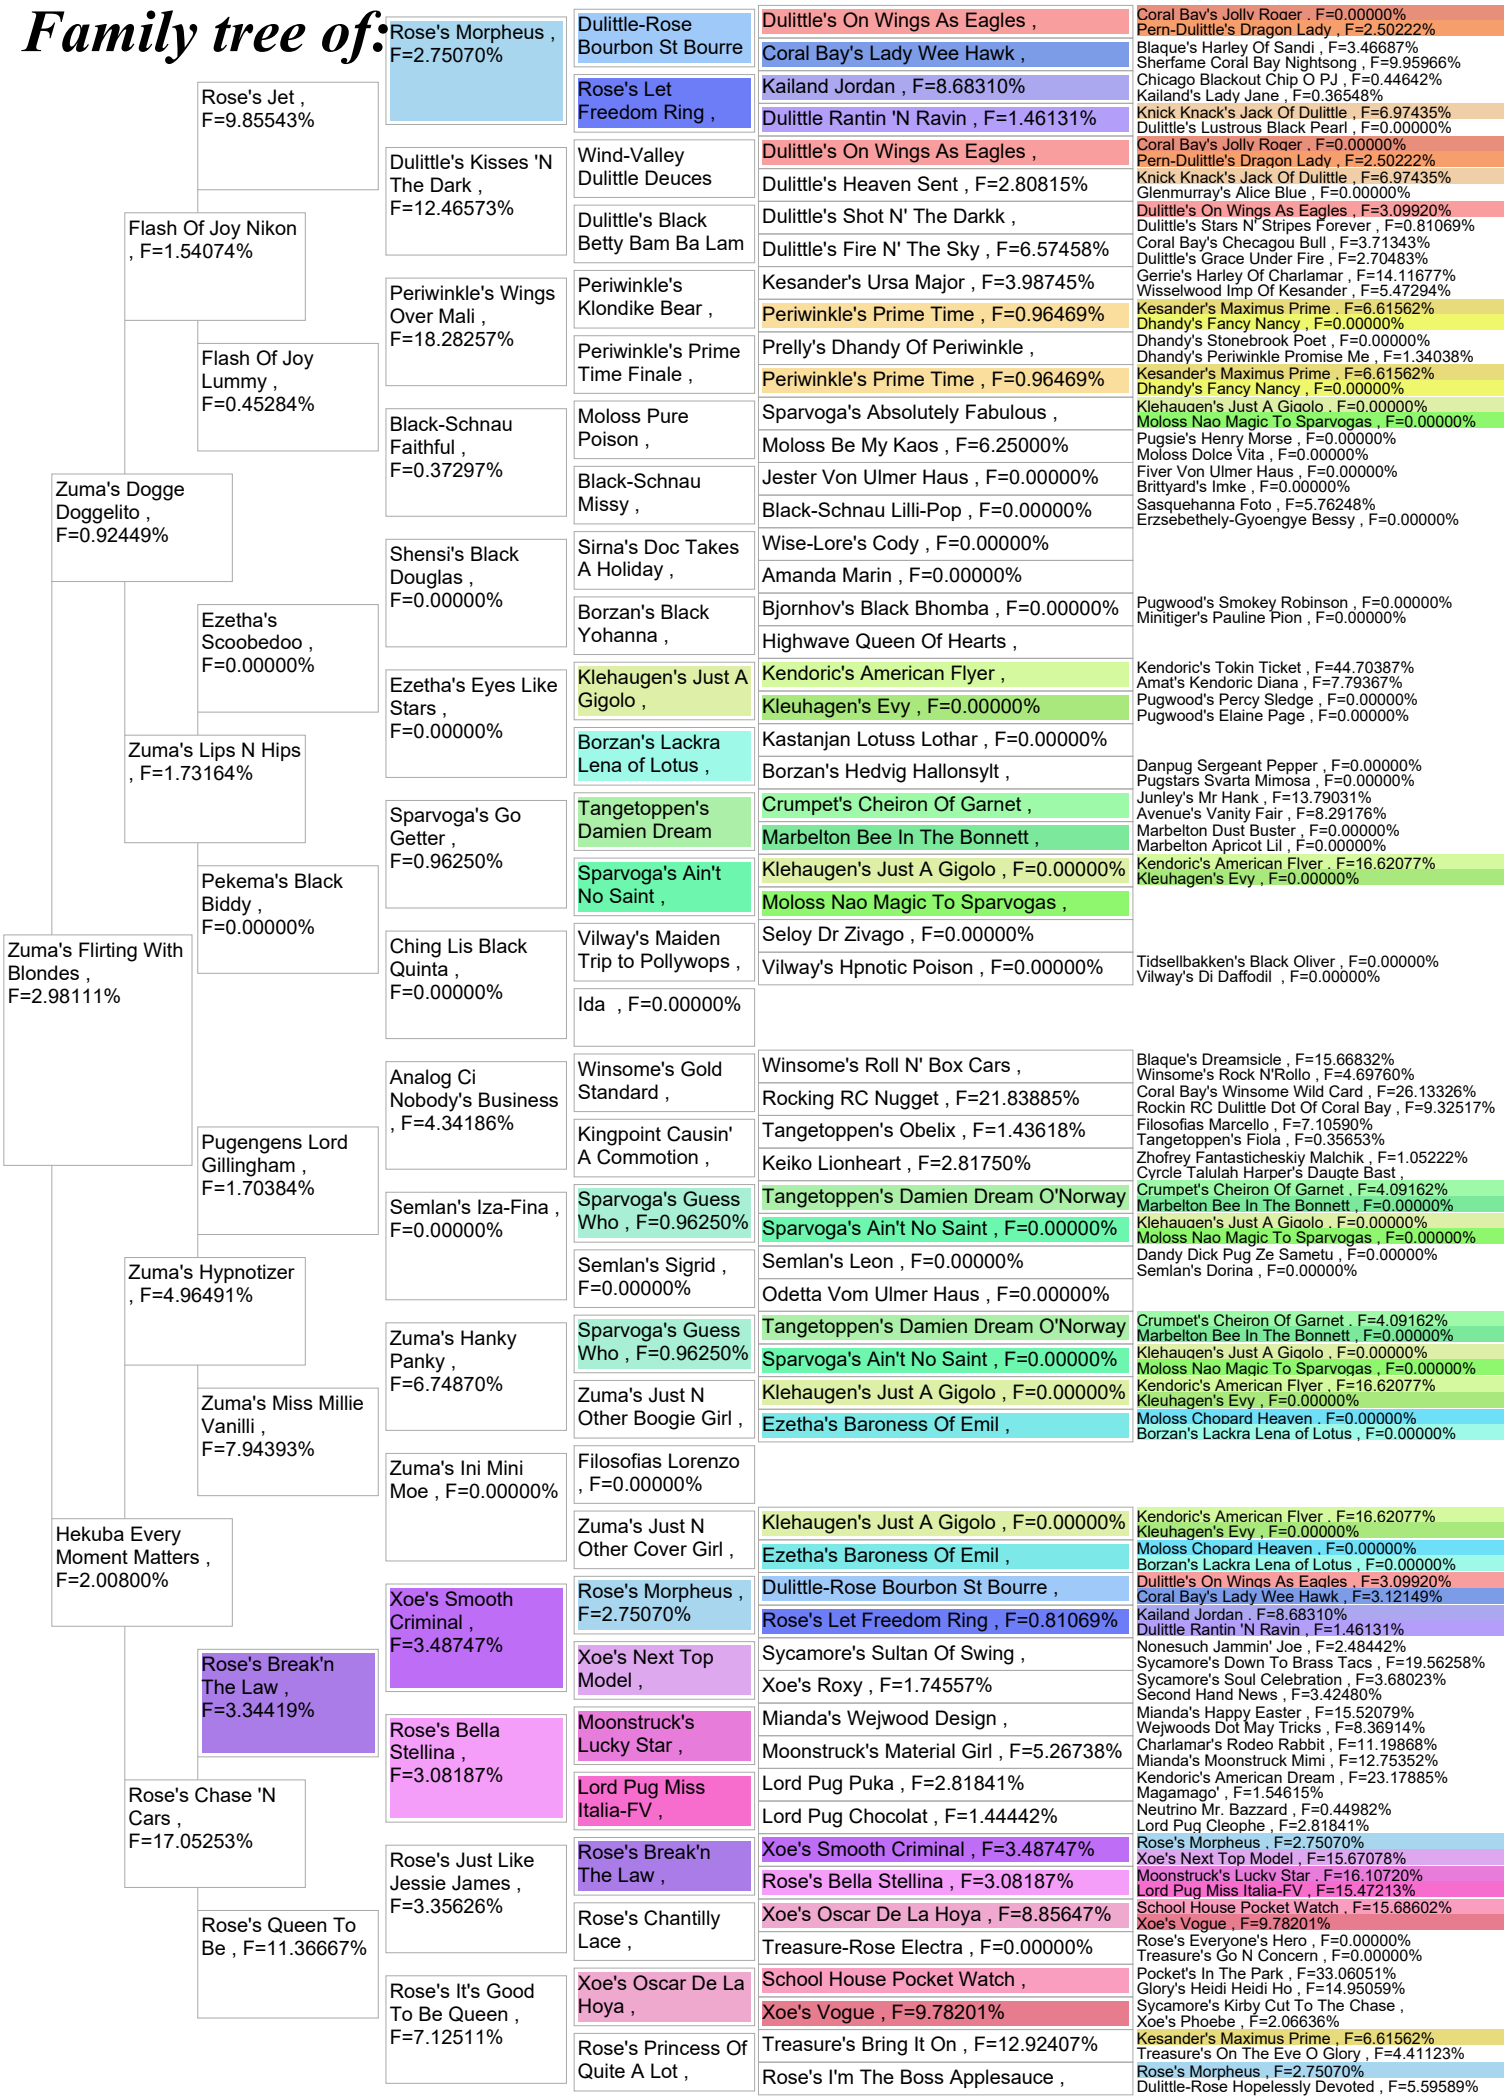 Family tree of:
Zuma's Flirting With
Blondes ,
F=2.98111%
Zuma's Dogge
Doggelito ,
F=0.92449%
Hekuba Every
Moment Matters ,
F=2.00800%
Flash Of Joy Nikon
, F=1.54074%
Zuma's Lips N Hips
, F=1.73164%
Zuma's Hypnotizer
, F=4.96491%
Rose's Chase 'N
Cars ,
F=17.05253%
Rose's Jet ,
F=9.85543%
Flash Of Joy
Lummy ,
F=0.45284%
Ezetha's
Scoobedoo ,
F=0.00000%
Pekema's Black
Biddy ,
F=0.00000%
Pugengens Lord
Gillingham ,
F=1.70384%
Zuma's Miss Millie
Vanilli ,
F=7.94393%
Rose's Break'n
The Law ,
F=3.34419%
Rose's Queen To
Be , F=11.36667%
Rose's Morpheus ,
F=2.75070%
Dulittle's Kisses 'N
The Dark ,
F=12.46573%
Periwinkle's Wings
Over Mali ,
F=18.28257%
Black-Schnau
Faithful ,
F=0.37297%
Shensi's Black
Douglas ,
F=0.00000%
Ezetha's Eyes Like
Stars ,
F=0.00000%
Sparvoga's Go
Getter ,
F=0.96250%
Ching Lis Black
Quinta ,
F=0.00000%
Analog Ci
Nobody's Business
, F=4.34186%
Semlan's Iza-Fina ,
F=0.00000%
Zuma's Hanky
Panky ,
F=6.74870%
Zuma's Ini Mini
Moe , F=0.00000%
Xoe's Smooth
Criminal ,
F=3.48747%
Rose's Bella
Stellina ,
F=3.08187%
Rose's Just Like
Jessie James ,
F=3.35626%
Rose's It's Good
To Be Queen ,
F=7.12511%
Dulittle-Rose
Bourbon St Bourre
Rose's Let
Freedom Ring ,
Wind-Valley
Dulittle Deuces
Dulittle's Black
Betty Bam Ba Lam
Periwinkle's
Klondike Bear ,
Periwinkle's Prime
Time Finale ,
Moloss Pure
Poison ,
Black-Schnau
Missy ,
Sirna's Doc Takes
A Holiday ,
Borzan's Black
Yohanna ,
Klehaugen's Just A
Gigolo ,
Borzan's Lackra
Lena of Lotus ,
Tangetoppen's
Damien Dream
Sparvoga's Ain't
No Saint ,
Vilway's Maiden
Trip to Pollywops ,
Ida , F=0.00000%
Winsome's Gold
Standard ,
Kingpoint Causin'
A Commotion ,
Sparvoga's Guess
Who , F=0.96250%
Semlan's Sigrid ,
F=0.00000%
Sparvoga's Guess
Who , F=0.96250%
Zuma's Just N
Other Boogie Girl ,
Filosofias Lorenzo
, F=0.00000%
Zuma's Just N
Other Cover Girl ,
Rose's Morpheus ,
F=2.75070%
Xoe's Next Top
Model ,
Moonstruck's
Lucky Star ,
Lord Pug Miss
Italia-FV ,
Rose's Break'n
The Law ,
Rose's Chantilly
Lace ,
Xoe's Oscar De La
Hoya ,
Rose's Princess Of
Quite A Lot ,
Dulittle's On Wings As Eagles ,
Coral Bay's Lady Wee Hawk ,
Kailand Jordan , F=8.68310%
Dulittle Rantin 'N Ravin , F=1.46131%
Dulittle's On Wings As Eagles ,
Dulittle's Heaven Sent , F=2.80815%
Dulittle's Shot N' The Darkk ,
Dulittle's Fire N' The Sky , F=6.57458%
Kesander's Ursa Major , F=3.98745%
Periwinkle's Prime Time , F=0.96469%
Prelly's Dhandy Of Periwinkle ,
Periwinkle's Prime Time , F=0.96469%
Sparvoga's Absolutely Fabulous ,
Moloss Be My Kaos , F=6.25000%
Jester Von Ulmer Haus , F=0.00000%
Black-Schnau Lilli-Pop , F=0.00000%
Wise-Lore's Cody , F=0.00000%
Amanda Marin , F=0.00000%
Bjornhov's Black Bhomba , F=0.00000%
Highwave Queen Of Hearts ,
Kendoric's American Flyer ,
Kleuhagen's Evy , F=0.00000%
Kastanjan Lotuss Lothar , F=0.00000%
Borzan's Hedvig Hallonsylt ,
Crumpet's Cheiron Of Garnet ,
Marbelton Bee In The Bonnett ,
Klehaugen's Just A Gigolo , F=0.00000%
Moloss Nao Magic To Sparvogas ,
Seloy Dr Zivago , F=0.00000%
Vilway's Hpnotic Poison , F=0.00000%
Winsome's Roll N' Box Cars ,
Rocking RC Nugget , F=21.83885%
Tangetoppen's Obelix , F=1.43618%
Keiko Lionheart , F=2.81750%
Tangetoppen's Damien Dream O'Norway
Sparvoga's Ain't No Saint , F=0.00000%
Semlan's Leon , F=0.00000%
Odetta Vom Ulmer Haus , F=0.00000%
Tangetoppen's Damien Dream O'Norway
Sparvoga's Ain't No Saint , F=0.00000%
Klehaugen's Just A Gigolo , F=0.00000%
Ezetha's Baroness Of Emil ,
Klehaugen's Just A Gigolo , F=0.00000%
Ezetha's Baroness Of Emil ,
Dulittle-Rose Bourbon St Bourre ,
Rose's Let Freedom Ring , F=0.81069%
Sycamore's Sultan Of Swing ,
Xoe's Roxy , F=1.74557%
Mianda's Wejwood Design ,
Moonstruck's Material Girl , F=5.26738%
Lord Pug Puka , F=2.81841%
Lord Pug Chocolat , F=1.44442%
Xoe's Smooth Criminal , F=3.48747%
Rose's Bella Stellina , F=3.08187%
Xoe's Oscar De La Hoya , F=8.85647%
Treasure-Rose Electra , F=0.00000%
School House Pocket Watch ,
Xoe's Vogue , F=9.78201%
Treasure's Bring It On , F=12.92407%
Rose's I'm The Boss Applesauce ,
Coral Bay's Jolly Roger , F=0.00000%
Pern-Dulittle's Dragon Lady , F=2.50222%
Blaque's Harley Of Sandi , F=3.46687%
Sherfame Coral Bay Nightsong , F=9.95966%
Chicago Blackout Chip O PJ , F=0.44642%
Kailand's Lady Jane , F=0.36548%
Knick Knack's Jack Of Dulittle , F=6.97435%
Dulittle's Lustrous Black Pearl , F=0.00000%
Coral Bay's Jolly Roger , F=0.00000%
Pern-Dulittle's Dragon Lady , F=2.50222%
Knick Knack's Jack Of Dulittle , F=6.97435%
Glenmurray's Alice Blue , F=0.00000%
Dulittle's On Wings As Eagles , F=3.09920%
Dulittle's Stars N' Stripes Forever , F=0.81069%
Coral Bay's Checagou Bull , F=3.71343%
Dulittle's Grace Under Fire , F=2.70483%
Gerrie's Harley Of Charlamar , F=14.11677%
Wisselwood Imp Of Kesander , F=5.47294%
Kesander's Maximus Prime , F=6.61562%
Dhandy's Fancy Nancy , F=0.00000%
Dhandy's Stonebrook Poet , F=0.00000%
Dhandy's Periwinkle Promise Me , F=1.34038%
Kesander's Maximus Prime , F=6.61562%
Dhandy's Fancy Nancy , F=0.00000%
Klehaugen's Just A Gigolo , F=0.00000%
Moloss Nao Magic To Sparvogas , F=0.00000%
Pugsie's Henry Morse , F=0.00000%
Moloss Dolce Vita , F=0.00000%
Fiver Von Ulmer Haus , F=0.00000%
Brittyard's Imke , F=0.00000%
Sasquehanna Foto , F=5.76248%
Erzsebethely-Gyoengye Bessy , F=0.00000%
Pugwood's Smokey Robinson , F=0.00000%
Minitiger's Pauline Pion , F=0.00000%
Kendoric's Tokin Ticket , F=44.70387%
Amat's Kendoric Diana , F=7.79367%
Pugwood's Percy Sledge , F=0.00000%
Pugwood's Elaine Page , F=0.00000%
Danpug Sergeant Pepper , F=0.00000%
Pugstars Svarta Mimosa , F=0.00000%
Junley's Mr Hank , F=13.79031%
Avenue's Vanity Fair , F=8.29176%
Marbelton Dust Buster , F=0.00000%
Marbelton Apricot Lil , F=0.00000%
Kendoric's American Flyer , F=16.62077%
Kleuhagen's Evy , F=0.00000%
Tidsellbakken's Black Oliver , F=0.00000%
Vilway's Di Daffodil , F=0.00000%
Blaque's Dreamsicle , F=15.66832%
Winsome's Rock N'Rollo , F=4.69760%
Coral Bay's Winsome Wild Card , F=26.13326%
Rockin RC Dulittle Dot Of Coral Bay , F=9.32517%
Filosofias Marcello , F=7.10590%
Tangetoppen's Fiola , F=0.35653%
Zhofrey Fantasticheskiy Malchik , F=1.05222%
Cyrcle Talulah Harper's Daugte Bast ,
Crumpet's Cheiron Of Garnet , F=4.09162%
Marbelton Bee In The Bonnett , F=0.00000%
Klehaugen's Just A Gigolo , F=0.00000%
Moloss Nao Magic To Sparvogas , F=0.00000%
Dandy Dick Pug Ze Sametu , F=0.00000%
Semlan's Dorina , F=0.00000%
Crumpet's Cheiron Of Garnet , F=4.09162%
Marbelton Bee In The Bonnett , F=0.00000%
Klehaugen's Just A Gigolo , F=0.00000%
Moloss Nao Magic To Sparvogas , F=0.00000%
Kendoric's American Flyer , F=16.62077%
Kleuhagen's Evy , F=0.00000%
Moloss Chopard Heaven , F=0.00000%
Borzan's Lackra Lena of Lotus , F=0.00000%
Kendoric's American Flyer , F=16.62077%
Kleuhagen's Evy , F=0.00000%
Moloss Chopard Heaven , F=0.00000%
Borzan's Lackra Lena of Lotus , F=0.00000%
Dulittle's On Wings As Eagles , F=3.09920%
Coral Bay's Lady Wee Hawk , F=3.12149%
Kailand Jordan , F=8.68310%
Dulittle Rantin 'N Ravin , F=1.46131%
Nonesuch Jammin' Joe , F=2.48442%
Sycamore's Down To Brass Tacs , F=19.56258%
Sycamore's Soul Celebration , F=3.68023%
Second Hand News , F=3.42480%
Mianda's Happy Easter , F=15.52079%
Wejwoods Dot May Tricks , F=8.36914%
Charlamar's Rodeo Rabbit , F=11.19868%
Mianda's Moonstruck Mimi , F=12.75352%
Kendoric's American Dream , F=23.17885%
Magamago' , F=1.54615%
Neutrino Mr. Bazzard , F=0.44982%
Lord Pug Cleophe , F=2.81841%
Rose's Morpheus , F=2.75070%
Xoe's Next Top Model , F=15.67078%
Moonstruck's Lucky Star , F=16.10720%
Lord Pug Miss Italia-FV , F=15.47213%
School House Pocket Watch , F=15.68602%
Xoe's Vogue , F=9.78201%
Rose's Everyone's Hero , F=0.00000%
Treasure's Go N Concern , F=0.00000%
Pocket's In The Park , F=33.06051%
Glory's Heidi Heidi Ho , F=14.95059%
Sycamore's Kirby Cut To The Chase ,
Xoe's Phoebe , F=2.06636%
Kesander's Maximus Prime , F=6.61562%
Treasure's On The Eve O Glory , F=4.41123%
Rose's Morpheus , F=2.75070%
Dulittle-Rose Hopelessly Devoted , F=5.59589%